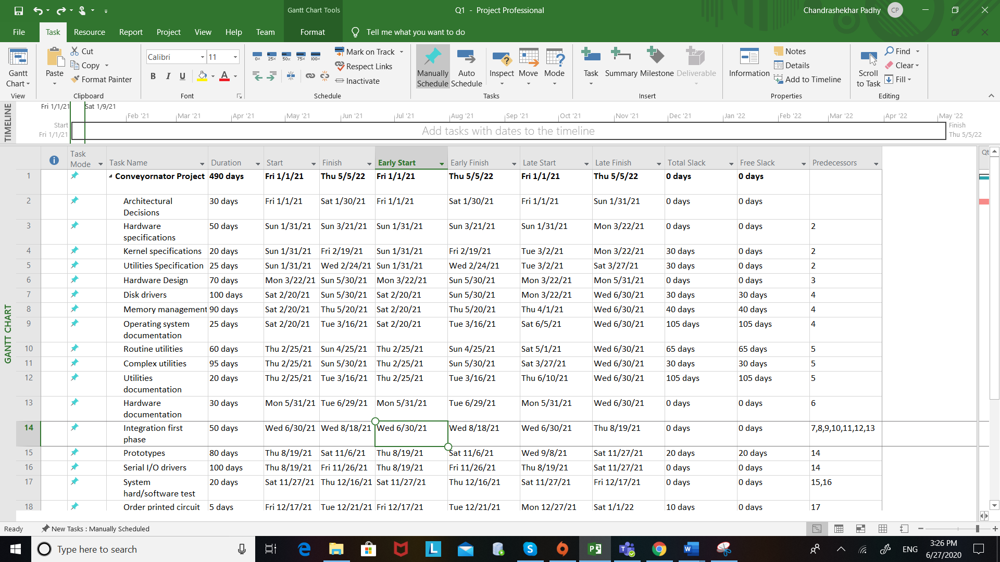 Gantt Chart Tools
Q1 - Project Professional
Chandrashekhar Padhy CP
File Task Resource Report Project View Help Team Format Tell me what you want to do
Gantt Chart
View
Paste
Cut
Copy
Format Painter
Clipboard
Calibri 11
B I U A
Font
0% 25% 50% 75% 100%
Mark on Track
Respect Links
Inactivate
Schedule
Manually Schedule
Auto Schedule
Inspect
Move
Mode
Tasks
Task
Summary
Milestone
Deliverable
Insert
Information
Notes
Details
Add to Timeline
Properties
Scroll to Task
Find
Clear
Fill
Editing
TIMELINE
Fri 1/1/21 Sat 1/9/21
Feb '21 Mar '21 Apr '21 May '21 Jun '21 Jul '21 Aug '21 Sep '21 Oct '21 Nov '21 Dec '21 Jan '22 Feb '22 Mar '22 Apr '22 May '22
Start
Fri 1/1/21
Add tasks with dates to the timeline
Finish
Thu 5/5/22
GANTT CHART
Task Mode Task Name Duration Start Finish Early Start Early Finish Late Start Late Finish Total Slack Free Slack Predecessors Qt
1 Conveyornator Project 490 days Fri 1/1/21 Thu 5/5/22 Fri 1/1/21 Thu 5/5/22 Fri 1/1/21 Thu 5/5/22 0 days 0 days
2 Architectural Decisions 30 days Fri 1/1/21 Sat 1/30/21 Fri 1/1/21 Sat 1/30/21 Fri 1/1/21 Sun 1/31/21 0 days 0 days
3 Hardware specifications 50 days Sun 1/31/21 Sun 3/21/21 Sun 1/31/21 Sun 3/21/21 Sun 1/31/21 Mon 3/22/21 0 days 0 days 2
4 Kernel specifications 20 days Sun 1/31/21 Fri 2/19/21 Sun 1/31/21 Fri 2/19/21 Tue 3/2/21 Mon 3/22/21 30 days 0 days 2
5 Utilities Specification 25 days Sun 1/31/21 Wed 2/24/21 Sun 1/31/21 Wed 2/24/21 Tue 3/2/21 Sat 3/27/21 30 days 0 days 2
6 Hardware Design 70 days Mon 3/22/21 Sun 5/30/21 Mon 3/22/21 Sun 5/30/21 Mon 3/22/21 Mon 5/31/21 0 days 0 days 3
7 Disk drivers 100 days Sat 2/20/21 Sun 5/30/21 Sat 2/20/21 Sun 5/30/21 Mon 3/22/21 Wed 6/30/21 30 days 30 days 4
8 Memory management 90 days Sat 2/20/21 Thu 5/20/21 Sat 2/20/21 Thu 5/20/21 Thu 4/1/21 Wed 6/30/21 40 days 40 days 4
9 Operating system documentation 25 days Sat 2/20/21 Tue 3/16/21 Sat 2/20/21 Tue 3/16/21 Sat 6/5/21 Wed 6/30/21 105 days 105 days 4
10 Routine utilities 60 days Thu 2/25/21 Sun 4/25/21 Thu 2/25/21 Sun 4/25/21 Sat 5/1/21 Wed 6/30/21 65 days 65 days 5
11 Complex utilities 95 days Thu 2/25/21 Sun 5/30/21 Thu 2/25/21 Sun 5/30/21 Sat 3/27/21 Wed 6/30/21 30 days 30 days 5
12 Utilities documentation 20 days Thu 2/25/21 Tue 3/16/21 Thu 2/25/21 Tue 3/16/21 Thu 6/10/21 Wed 6/30/21 105 days 105 days 5
13 Hardware documentation 30 days Mon 5/31/21 Tue 6/29/21 Mon 5/31/21 Tue 6/29/21 Mon 5/31/21 Wed 6/30/21 0 days 0 days 6
14 Integration first phase 50 days Wed 6/30/21 Wed 8/18/21 Wed 6/30/21 Wed 8/18/21 Wed 6/30/21 Thu 8/19/21 0 days 0 days 7,8,9,10,11,12,13
15 Prototypes 80 days Thu 8/19/21 Sat 11/6/21 Thu 8/19/21 Sat 11/6/21 Wed 9/8/21 Sat 11/27/21 20 days 20 days 14
16 Serial I/O drivers 100 days Thu 8/19/21 Fri 11/26/21 Thu 8/19/21 Fri 11/26/21 Thu 8/19/21 Sat 11/27/21 0 days 0 days 14
17 System hard/software test 20 days Sat 11/27/21 Thu 12/16/21 Sat 11/27/21 Thu 12/16/21 Sat 11/27/21 Fri 12/17/21 0 days 0 days 15,16
18 Order printed circuit 5 days Fri 12/17/21 Tue 12/21/21 Fri 12/17/21 Tue 12/21/21 Mon 12/27/21 Sat 1/1/22 10 days 0 days 17
Ready New Tasks : Manually Scheduled
Type here to search
ENG
3:26 PM
6/27/2020